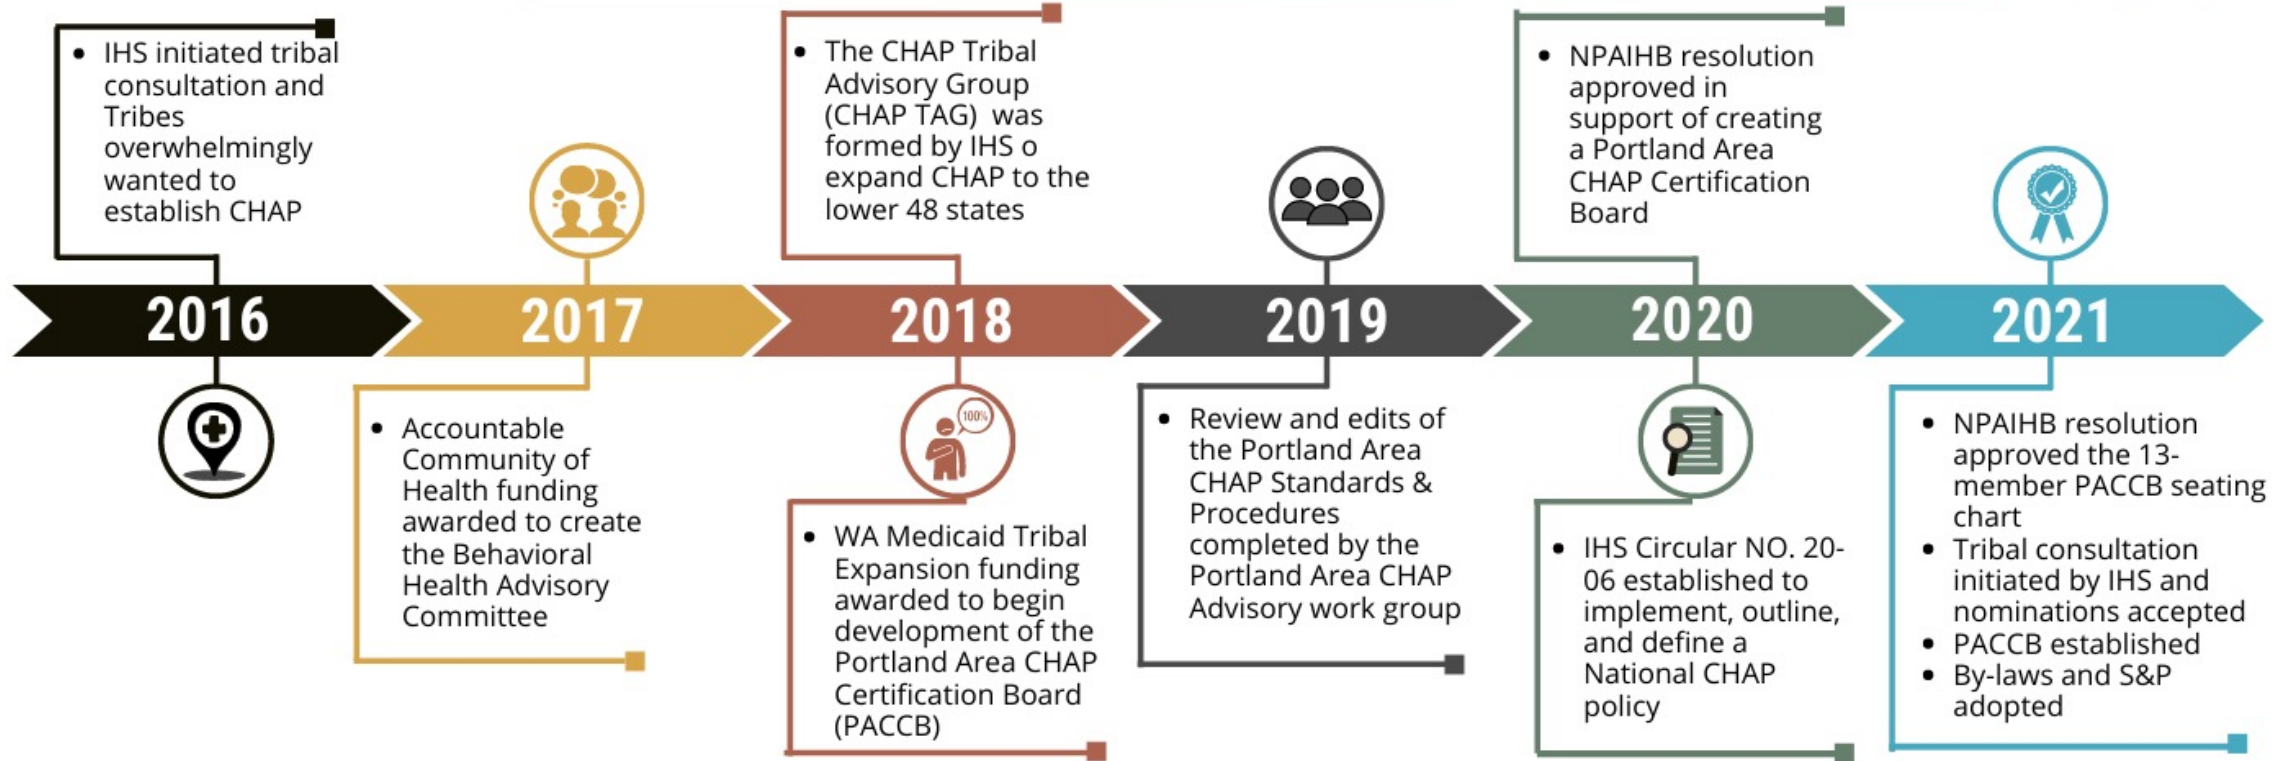 • IHS initiated tribal
consultation and
Tribes
overwhelmingly
wanted to
establish CHAP
2016
2017
• Accountable
Community of
Health funding
awarded to create
the Behavioral
Health Advisory
Committee
• The CHAP Tribal
Advisory Group
(CHAP TAG) was
formed by IHS o
expand CHAP to the
lower 48 states
2018
100%
• WA Medicaid Tribal
Expansion funding
awarded to begin
development of the
Portland Area CHAP
Certification Board
(PACCB)
2019
• Review and edits of
the Portland Area
CHAP Standards &
Procedures
completed by the
Portland Area CHAP
Advisory work group
• NPAIHB resolution
approved in
support of creating
a Portland Area
CHAP Certification
Board
2020
• IHS Circular NO. 20-
06 established to
implement, outline,
and define a
National CHAP
policy
2021
• NPAIHB resolution
approved the 13-
member PACCB seating
chart
• Tribal consultation
initiated by IHS and
nominations accepted
• PACCB established
• By-laws and S&P
adopted